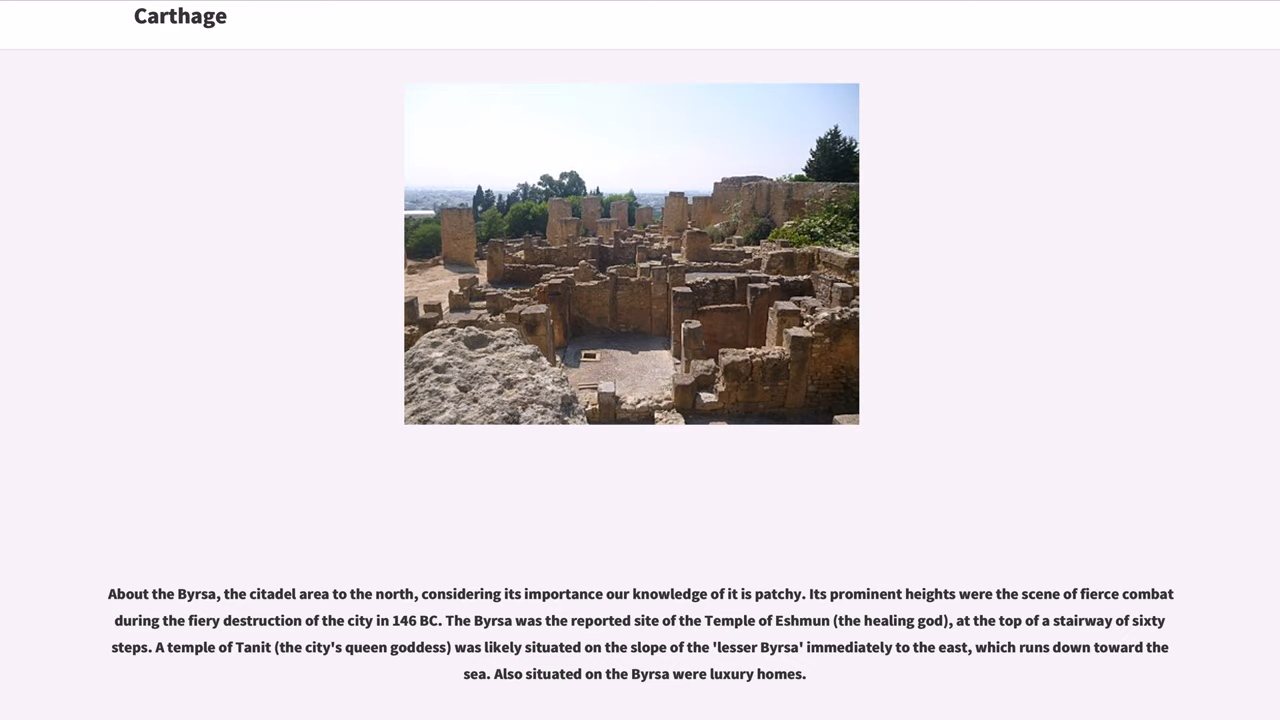 Carthage
About the Byrsa, the citadel area to the north, considering its importance our knowledge of it is patchy. Its prominent heights were the scene of fierce combat
during the fiery destruction of the city in 146 BC. The Byrsa was the reported site of the Temple of Eshmun (the healing god), at the top of a stairway of sixty
steps. A temple of Tanit (the city's queen goddess) was likely situated on the slope of the 'lesser Byrsa' immediately to the east, which runs down toward the
sea. Also situated on the Byrsa were luxury homes.